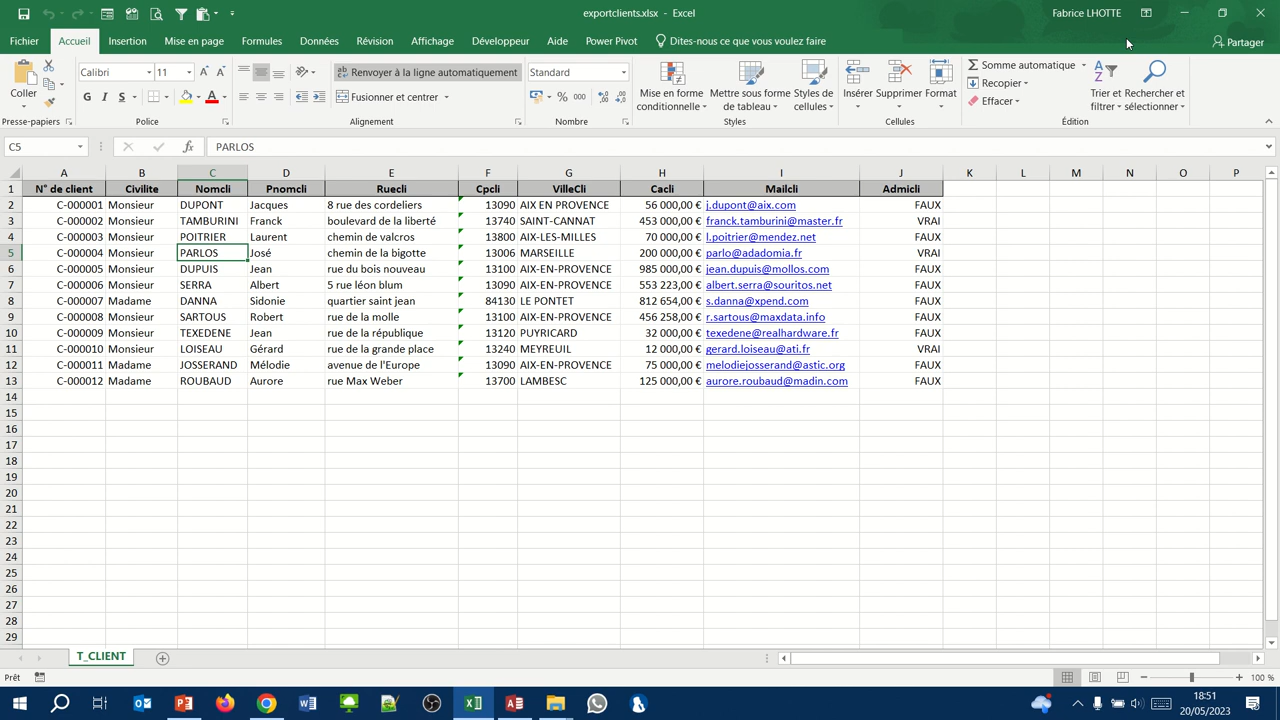 exportclients.xlsx - Excel
Fabrice LHOTTE
Fichier Accueil Insertion Mise en page Formules Données Révision Affichage Développeur Aide Power Pivot Dites-nous ce que vous voulez faire Partager
Calibri 11 Renvoyer à la ligne automatiquement Standard Somme automatique
Coller Mise en forme conditionnelle Mettre sous forme de tableau Styles de cellules Insérer Supprimer Format Recopier Trier et filtrer Rechercher et sélectionner
G I S A Fusionner et centrer % 000 Effacer
Presse-papiers Police Alignement Nombre Styles Cellules Édition
C5 fx PARLOS
A B C D E F G H I J K L M N O P
1 N° de client Civilite Nomcli Pnomcli Ruecli Cpcli VilleCli Cacli Mailcli Admicli
2 C-000001 Monsieur DUPONT Jacques 8 rue des cordeliers 13090 AIX EN PROVENCE 56 000,00 € j.dupont@aix.com FAUX
3 C-000002 Monsieur TAMBURINI Franck boulevard de la liberté 13740 SAINT-CANNAT 453 000,00 € franck.tamburini@master.fr VRAI
4 C-000003 Monsieur POITRIER Laurent chemin de valcros 13800 AIX-LES-MILLES 70 000,00 € l.poitrier@mendez.net FAUX
5 C-000004 Monsieur PARLOS José chemin de la bigotte 13006 MARSEILLE 200 000,00 € parlo@adadomia.fr VRAI
6 C-000005 Monsieur DUPUIS Jean rue du bois nouveau 13100 AIX-EN-PROVENCE 985 000,00 € jean.dupuis@mollos.com FAUX
7 C-000006 Monsieur SERRA Albert 5 rue léon blum 13090 AIX-EN-PROVENCE 553 223,00 € albert.serra@souritos.net FAUX
8 C-000007 Madame DANNA Sidonie quartier saint jean 84130 LE PONTET 812 654,00 € s.danna@xpend.com FAUX
9 C-000008 Monsieur SARTOUS Robert rue de la molle 13100 AIX-EN-PROVENCE 456 258,00 € r.sartous@maxdata.info FAUX
10 C-000009 Monsieur TEXEDENE Jean rue de la république 13120 PUYRICARD 32 000,00 € texedene@realhardware.fr FAUX
11 C-000010 Monsieur LOISEAU Gérard rue de la grande place 13240 MEYREUIL 12 000,00 € gerard.loiseau@ati.fr VRAI
12 C-000011 Madame JOSSERAND Mélodie avenue de l'Europe 13090 AIX-EN-PROVENCE 75 000,00 € melodiejosserand@astic.org FAUX
13 C-000012 Madame ROUBAUD Aurore rue Max Weber 13700 LAMBESC 125 000,00 € aurore.roubaud@madin.com FAUX
14
15
16
17
18
19
20
21
22
23
24
25
26
27
28
29
T_CLIENT
Prêt 100 %
18:51
20/05/2023